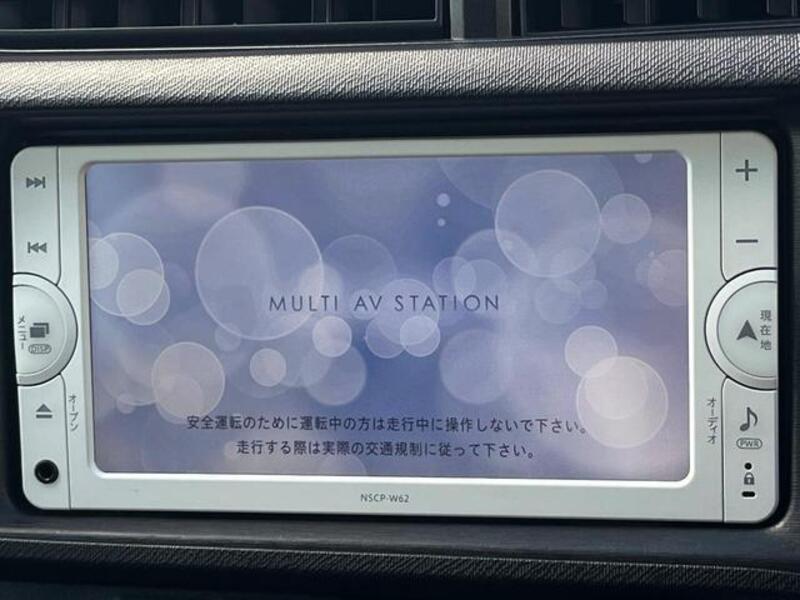 MULTI AV STATION
安全運転のために運転中の方は走行中に操作しないで下さい。
走行する際は実際の交通規制に従って下さい。
メニュー
DISP
オープン
現在地
オーディオ
PWR
NSCP-W62